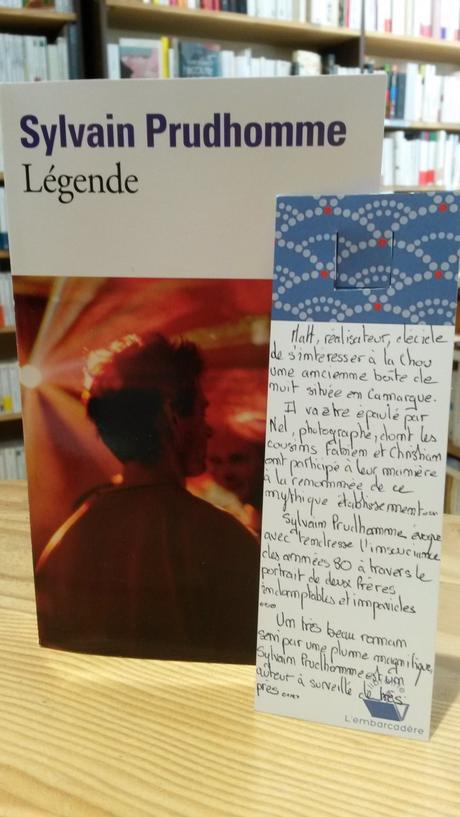 Sylvain Prudhomme
Légende
Matt, réalisateur, décide
de s'intéresser à la Chou
une ancienne boîte de
nuit située en Camargue.
Il va être épaulé par
Nel, photographe, dont les
cousins Fabien et Christian
ont participé à leur manière
à la renommée de ce
mythique établissement...
Sylvain Prudhomme évoque
avec tendresse l'insouciance
des années 80 à travers le
portrait de deux frères
indomptables et impavides
...
Un très beau roman
servi par une plume magnifique,
Sylvain Prudhomme est un
auteur à surveiller de très
près....
L'embarcadère